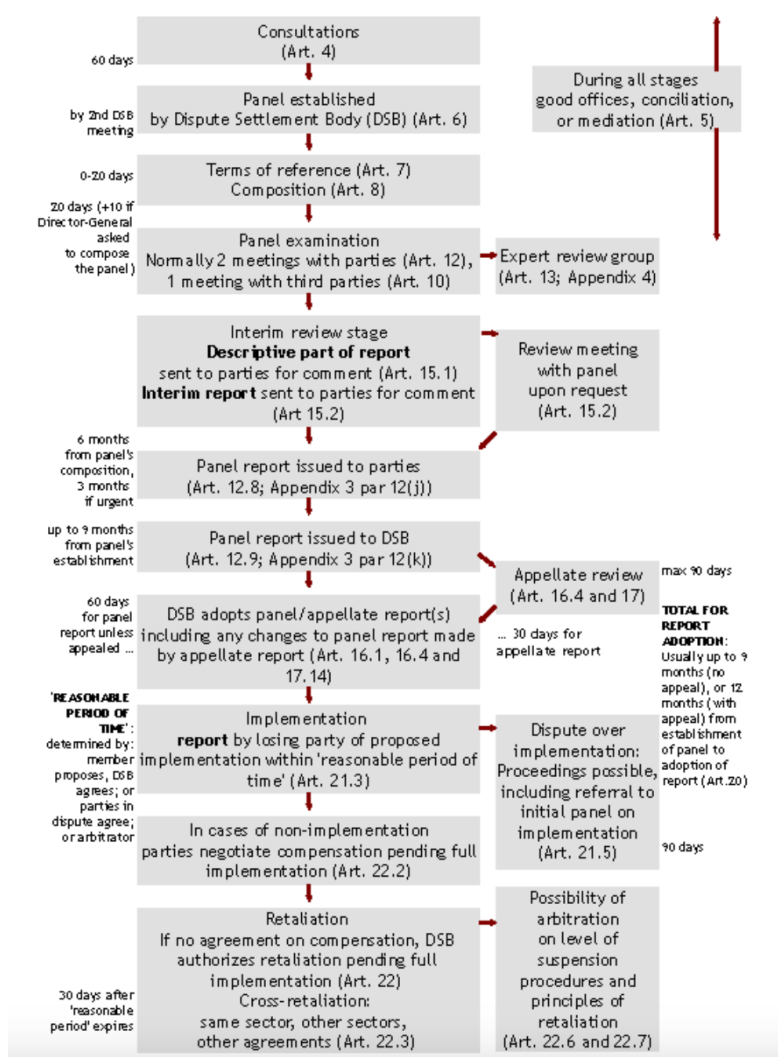 Consultations
(Art. 4)
60 days
During all stages
good offices, conciliation,
or mediation (Art. 5)
Panel established
by Dispute Settlement Body (DSB) (Art. 6)
by 2nd DSB
meeting
Terms of reference (Art. 7)
Composition (Art. 8)
0-20 days
20 days (+10 if
Director-General
asked
to compose
the panel)
Panel examination
Normally 2 meetings with parties (Art. 12),
1 meeting with third parties (Art. 10)
Expert review group
(Art. 13; Appendix 4)
Interim review stage
Descriptive part of report
sent to parties for comment (Art. 15.1)
Interim report sent to parties for comment
(Art 15.2)
Review meeting
with panel
upon request
(Art. 15.2)
6 months
from panel's
composition,
3 months
if urgent
Panel report issued to parties
(Art. 12.8; Appendix 3 par 12(j))
up to 9 months
from panel's
establishment
Panel report issued to DSB
(Art. 12.9; Appendix 3 par 12(k))
Appellate review
(Art. 16.4 and 17)
max 90 days
60 days
for panel
report unless
appealed ...
DSB adopts panel/appellate report(s)
including any changes to panel report made
by appellate report (Art. 16.1, 16.4 and
17.14)
... 30 days for
appellate report
TOTAL FOR
REPORT
ADOPTION:
Usually up to 9
months (no
appeal), or 12
months (with
appeal) from
establishment
of panel to
adoption of
report (Art.20)
'REASONABLE
PERIOD OF
TIME':
determined by:
member
proposes, DSB
agrees; or
parties in
dispute agree;
or arbitrator
Implementation
report by losing party of proposed
implementation within 'reasonable period of
time' (Art. 21.3)
Dispute over
implementation:
Proceedings possible,
including referral to
initial panel on
implementation
(Art. 21.5)
90 days
In cases of non-implementation
parties negotiate compensation pending full
implementation (Art. 22.2)
Retaliation
If no agreement on compensation, DSB
authorizes retaliation pending full
implementation (Art. 22)
Cross-retaliation:
same sector, other sectors,
other agreements (Art. 22.3)
30 days after
'reasonable
period' expires
Possibility of
arbitration
on level of
suspension
procedures and
principles of
retaliation
(Art. 22.6 and 22.7)